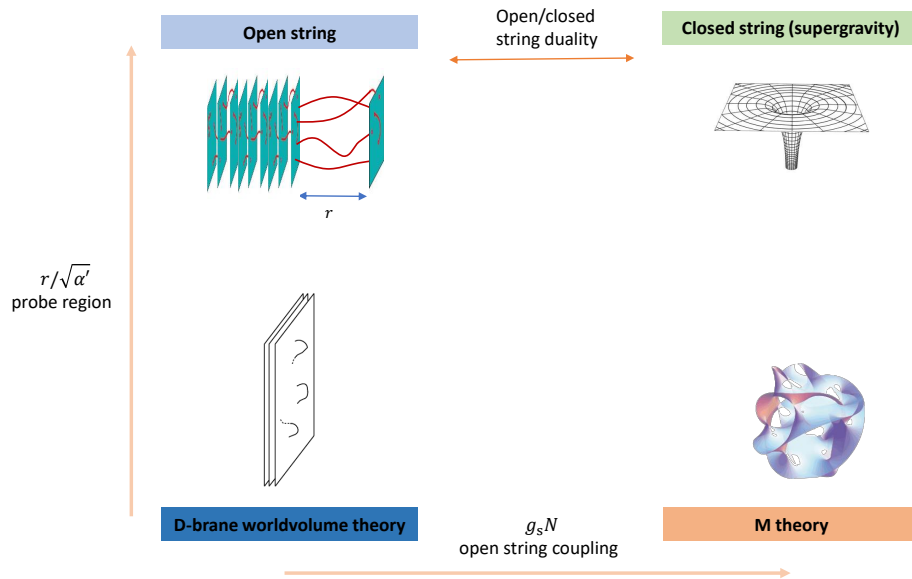 Open string
Open/closed
string duality
Closed string (supergravity)
r
r/√α′
probe region
D-brane worldvolume theory
g_sN
open string coupling
M theory